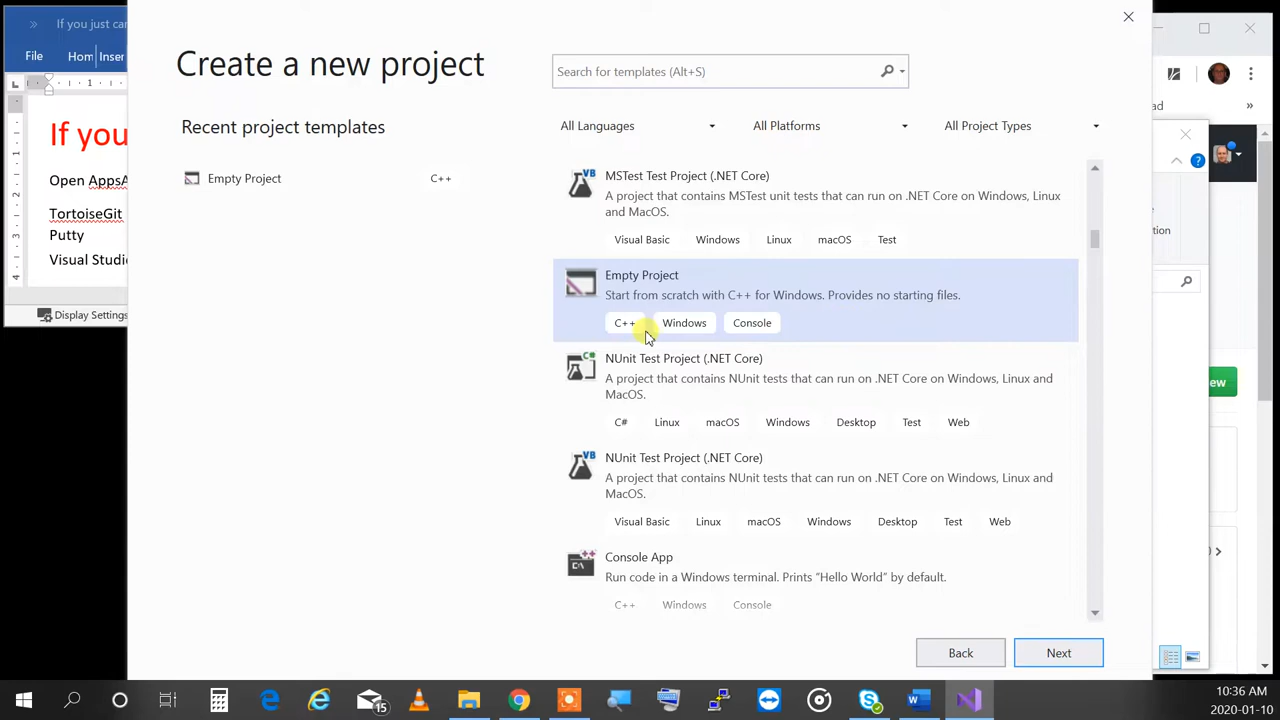 If you just ca
File
Hom
Inser
1
If you
Open AppsA
TortoiseGit
Putty
Visual Studi
Display Settings
Create a new project
Search for templates (Alt+S)
Recent project templates
All Languages
All Platforms
All Project Types
Empty Project
C++
VB
MSTest Test Project (.NET Core)
A project that contains MSTest unit tests that can run on .NET Core on Windows, Linux
and MacOS.
Visual Basic
Windows
Linux
macOS
Test
Empty Project
Start from scratch with C++ for Windows. Provides no starting files.
C++
Windows
Console
C#
NUnit Test Project (.NET Core)
A project that contains NUnit tests that can run on .NET Core on Windows, Linux and
MacOS.
C#
Linux
macOS
Windows
Desktop
Test
Web
VB
NUnit Test Project (.NET Core)
A project that contains NUnit tests that can run on .NET Core on Windows, Linux and
MacOS.
Visual Basic
Linux
macOS
Windows
Desktop
Test
Web
Console App
Run code in a Windows terminal. Prints “Hello World” by default.
C++
Windows
Console
Back
Next
ad
tion
ew
15
10:36 AM
2020-01-10